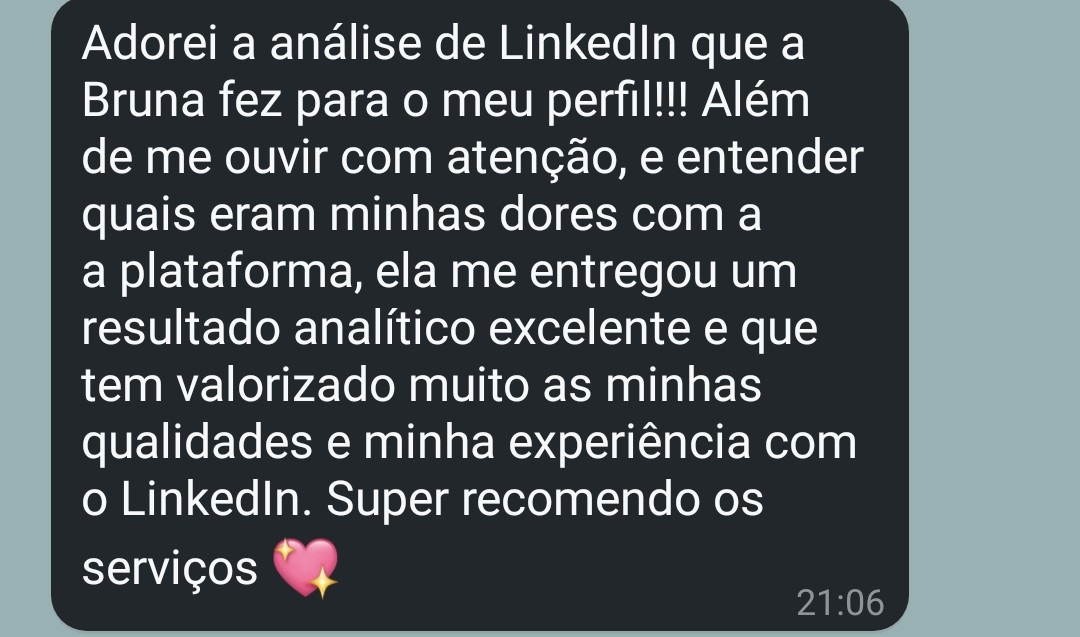 Adorei a análise de LinkedIn que a
Bruna fez para o meu perfil!!! Além
de me ouvir com atenção, e entender
quais eram minhas dores com a
a plataforma, ela me entregou um
resultado analítico excelente e que
tem valorizado muito as minhas
qualidades e minha experiência com
o LinkedIn. Super recomendo os
serviços 💖
21:06